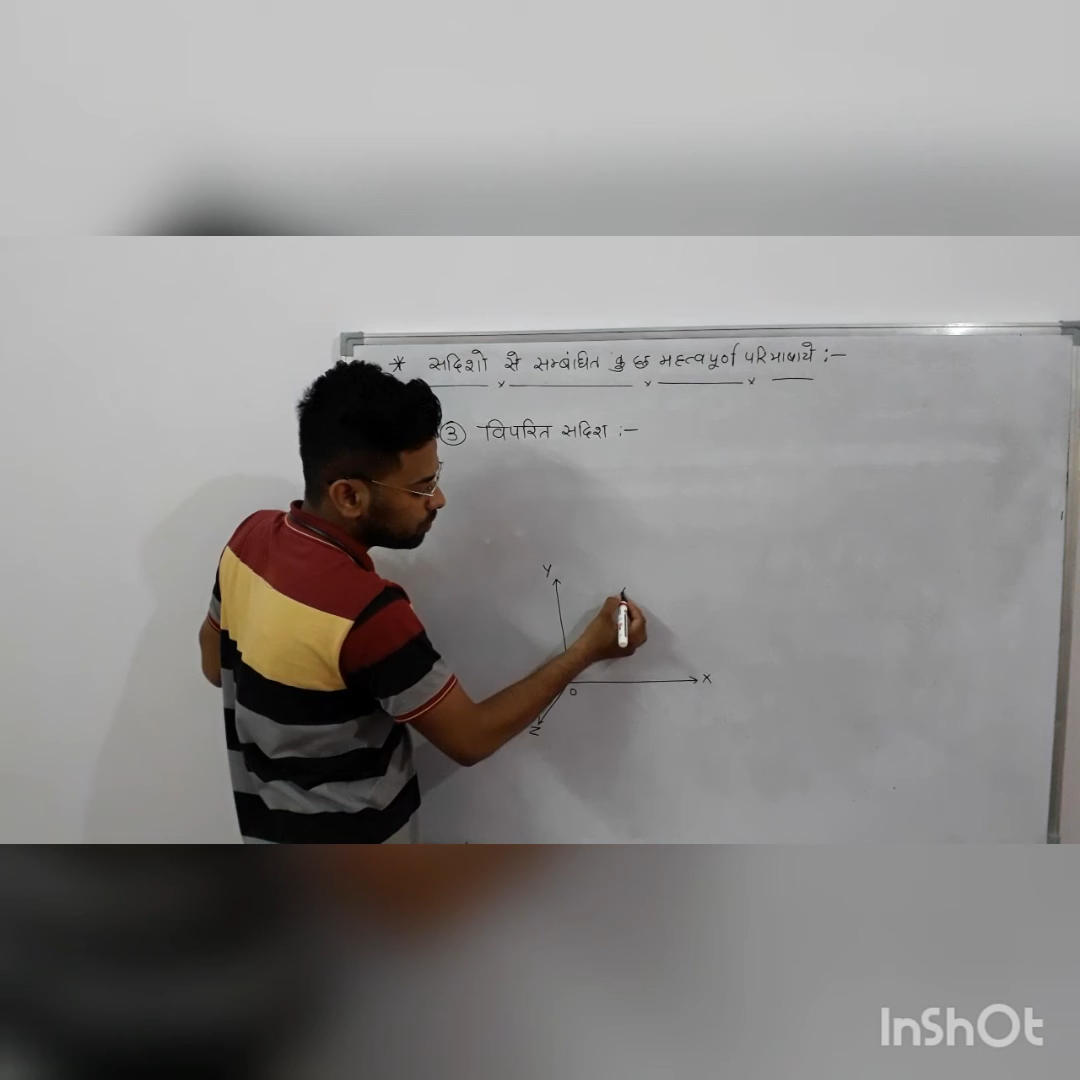 * सदिशो से सम्बंधित कुछ महत्वपूर्ण परिभाषाये :-
③ विपरित सदिश :-
Y
X
O
Z
InShOt